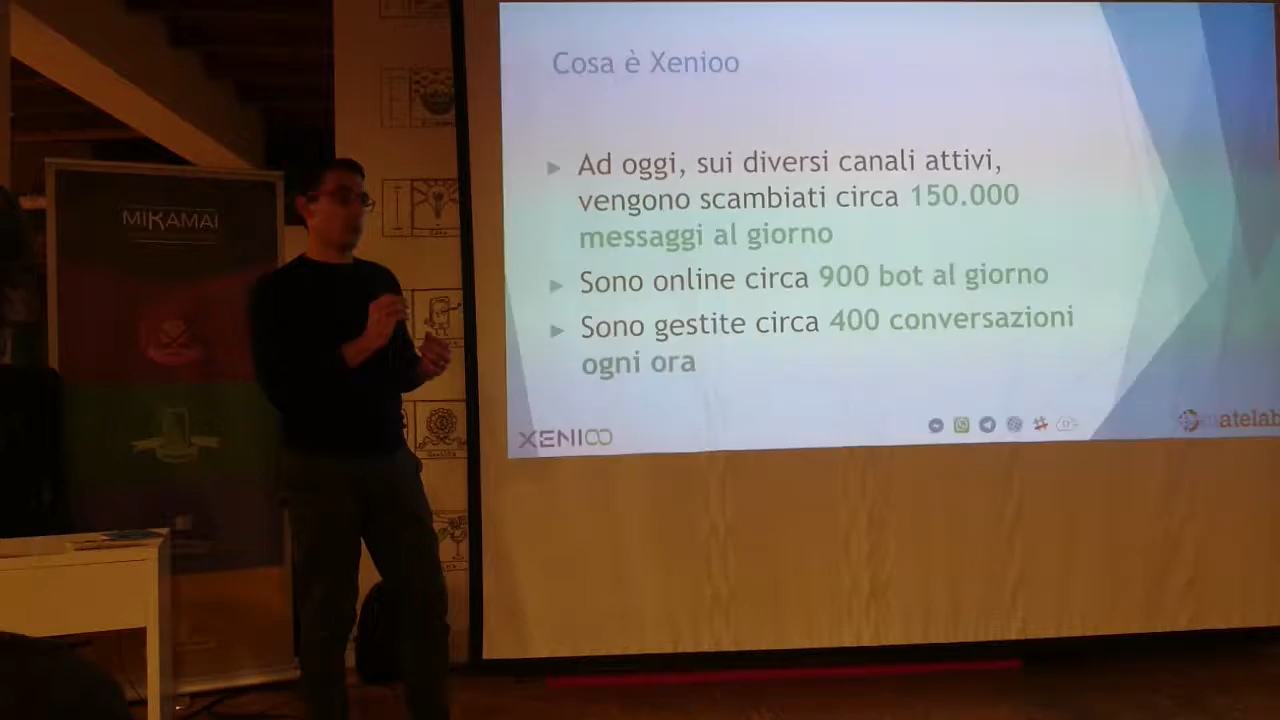 MIKAMAI
Cosa è Xenioo
Ad oggi, sui diversi canali attivi,
vengono scambiati circa 150.000
messaggi al giorno
Sono online circa 900 bot al giorno
Sono gestite circa 400 conversazioni
ogni ora
XENIOO
matelab